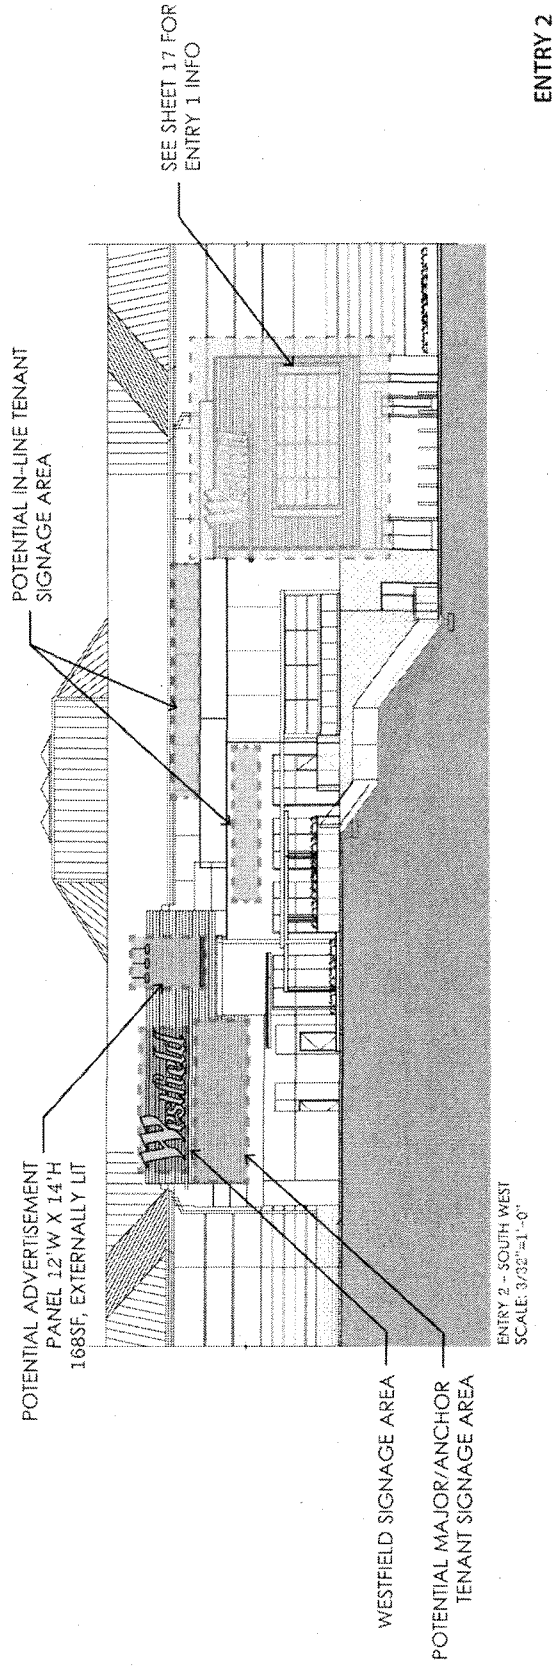 POTENTIAL ADVERTISEMENT
PANEL 12'W X 14'H
168SF, EXTERNALLY LIT
POTENTIAL IN-LINE TENANT
SIGNAGE AREA
SEE SHEET 17 FOR
ENTRY 1 INFO
Westfield
WESTFIELD SIGNAGE AREA
POTENTIAL MAJOR/ANCHOR
TENANT SIGNAGE AREA
ENTRY 2 - SOUTH WEST
SCALE: 3/32"=1'-0"
ENTRY 2